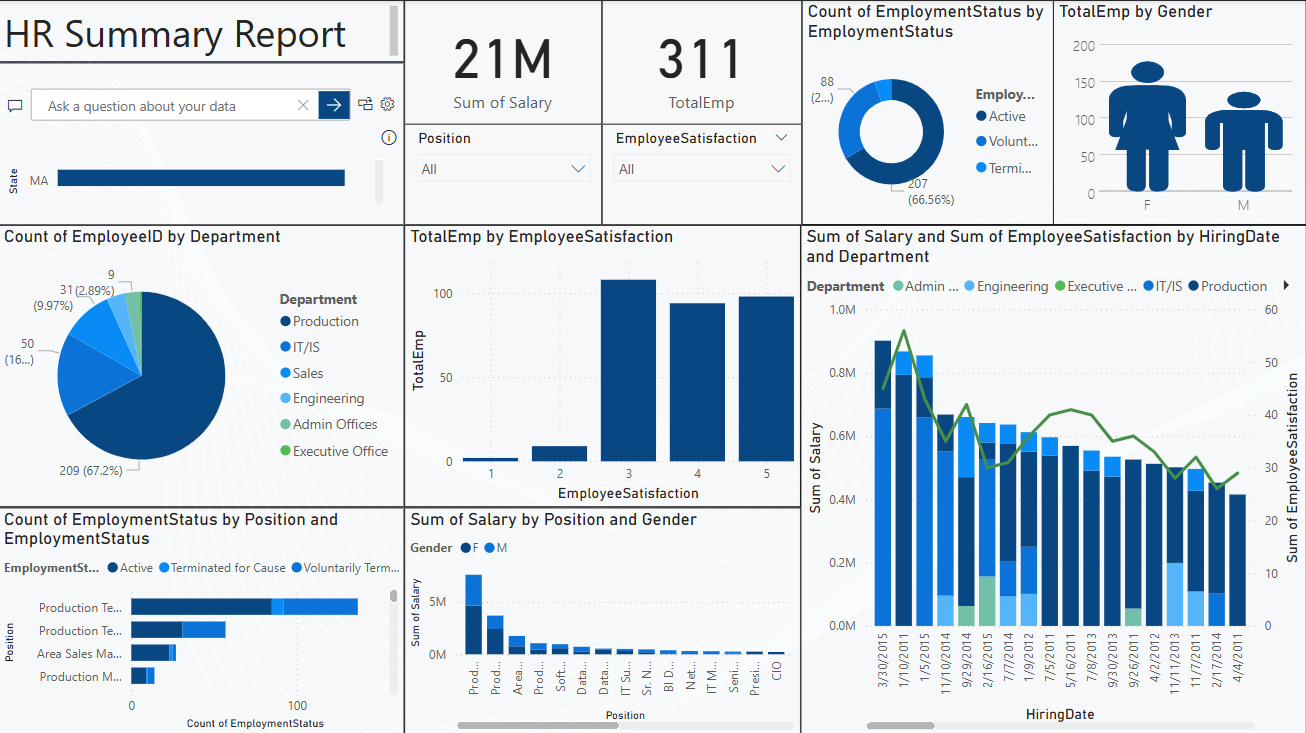 HR Summary Report
Ask a question about your data
State
MA
21M
Sum of Salary
311
TotalEmp
Position
All
EmployeeSatisfaction
All
Count of EmploymentStatus by
EmploymentStatus
88
(2...)
207
(66.56%)
Employ...
Active
Volunt...
Termi...
TotalEmp by Gender
200
150
100
50
0
F
M
Count of EmployeeID by Department
9
(2.89%)
31
(9.97%)
50
(16...)
209 (67.2%)
Department
Production
IT/IS
Sales
Engineering
Admin Offices
Executive Office
TotalEmp by EmployeeSatisfaction
TotalEmp
100
50
0
1
2
3
4
5
EmployeeSatisfaction
Sum of Salary and Sum of EmployeeSatisfaction by HiringDate
and Department
Department
Admin ...
Engineering
Executive ...
IT/IS
Production
Sum of Salary
1.0M
0.8M
0.6M
0.4M
0.2M
0.0M
60
50
40
30
20
10
0
Sum of EmployeeSatisfaction
3/30/2015
1/10/2011
1/5/2015
11/10/2014
9/29/2014
2/16/2015
7/7/2014
1/9/2012
7/5/2011
5/16/2011
7/8/2013
9/30/2013
9/26/2011
4/2/2012
11/11/2013
11/7/2011
2/17/2014
4/4/2011
HiringDate
Count of EmploymentStatus by Position and
EmploymentStatus
EmploymentSt...
Active
Terminated for Cause
Voluntarily Term...
Position
Production Te...
Production Te...
Area Sales Ma...
Production M...
0
100
Count of EmploymentStatus
Sum of Salary by Position and Gender
Gender
F
M
Sum of Salary
5M
0M
Prod...
Prod...
Area...
Prod...
Soft...
Data...
Data...
IT Su...
Sr. N...
BI D...
Net...
IT M...
Seni...
Presi...
CIO
Position